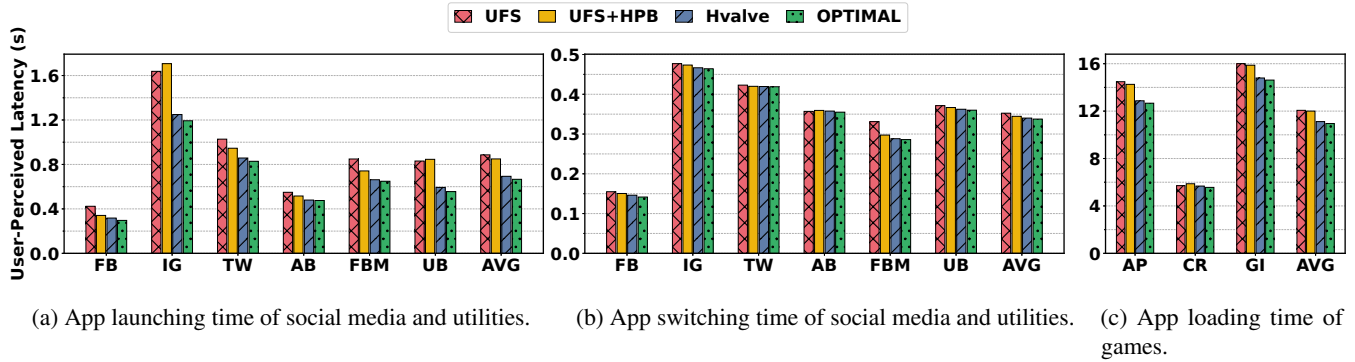 UFS UFS+HPB Hvalve OPTIMAL
User-Perceived Latency (s)
1.6
1.2
0.8
0.4
0.0
FB IG TW AB FBM UB AVG
0.5
0.4
0.3
0.2
0.1
0.0
FB IG TW AB FBM UB AVG
16
12
8
4
0
AP CR GI AVG
(a) App launching time of social media and utilities.
(b) App switching time of social media and utilities.
(c) App loading time of
games.